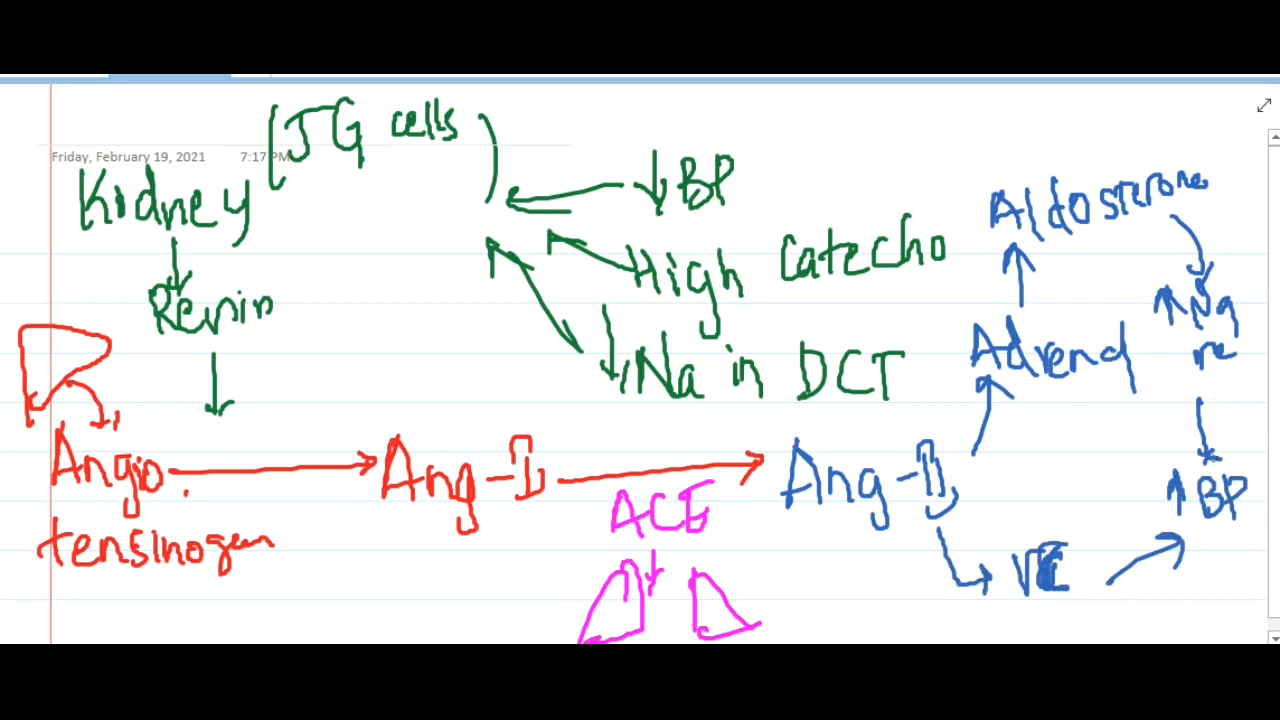 (JG cells)
Friday, February 19, 2021 7:17 PM
Kidney
↓BP
Aldosterone
High Catecho
Renin
↑Na
re
↓Na in DCT
Adrenal
Angio
tensinogen
Ang-I
ACE
Ang-II
↑BP
VC